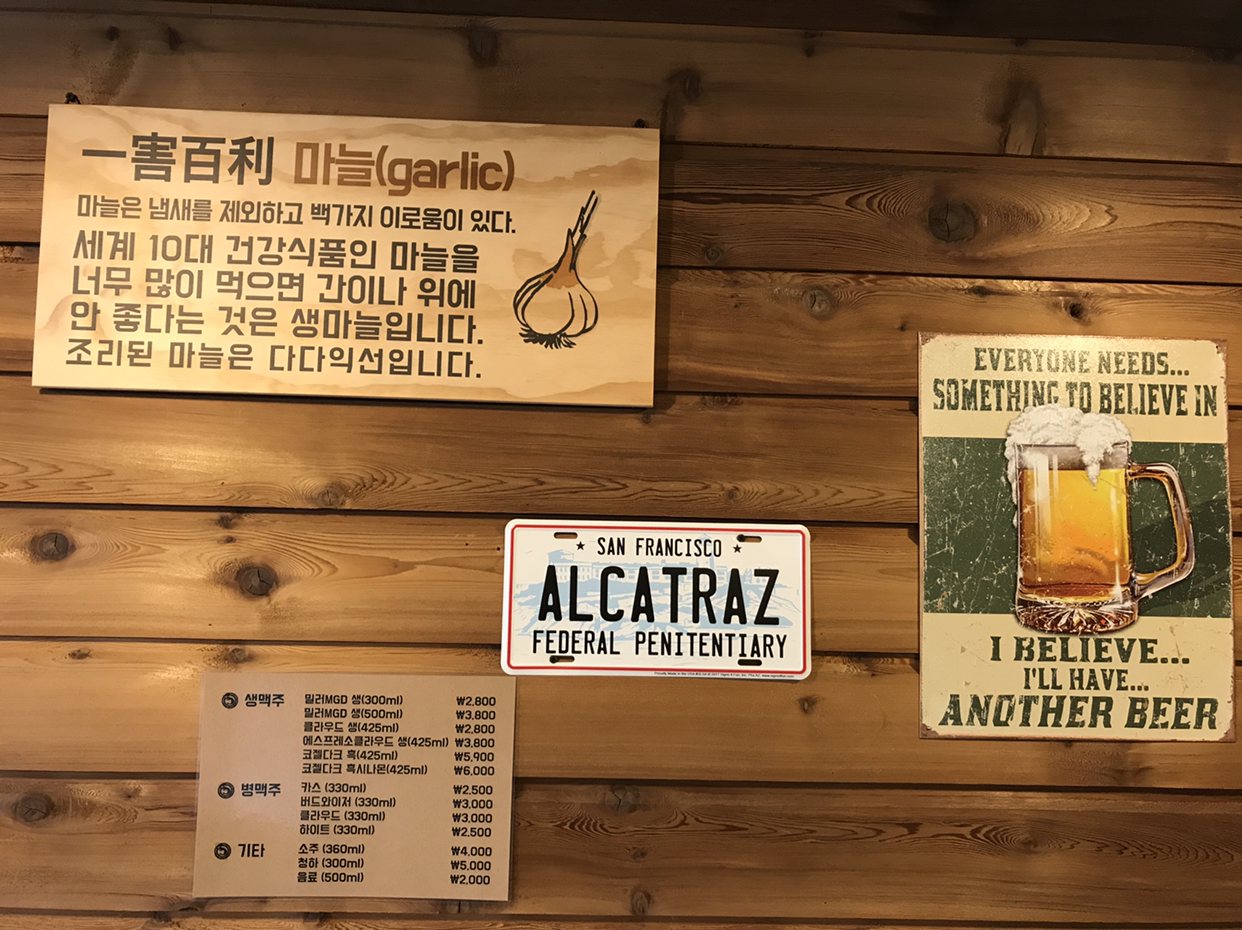 一害百利 마늘(garlic)
마늘은 냄새를 제외하고 백가지 이로움이 있다.
세계 10대 건강식품인 마늘을
너무 많이 먹으면 간이나 위에
안 좋다는 것은 생마늘입니다.
조리된 마늘은 다다익선입니다.
EVERYONE NEEDS...
SOMETHING TO BELIEVE IN
I BELIEVE...
I'LL HAVE...
ANOTHER BEER
SAN FRANCISCO
ALCATRAZ
FEDERAL PENITENTIARY
생맥주 밀러MGD 생(300ml) ₩2,800
밀러MGD 생(500ml) ₩3,800
클라우드 생(425ml) ₩2,800
에스프레소클라우드 생(425ml) ₩3,800
코젤다크 흑(425ml) ₩5,900
코젤다크 흑시나몬(425ml) ₩6,000
병맥주 카스 (330ml) ₩2,500
버드와이저 (330ml) ₩3,000
클라우드 (330ml) ₩3,000
하이트 (330ml) ₩2,500
기타 소주 (360ml) ₩4,000
청하 (300ml) ₩5,000
음료 (500ml) ₩2,000